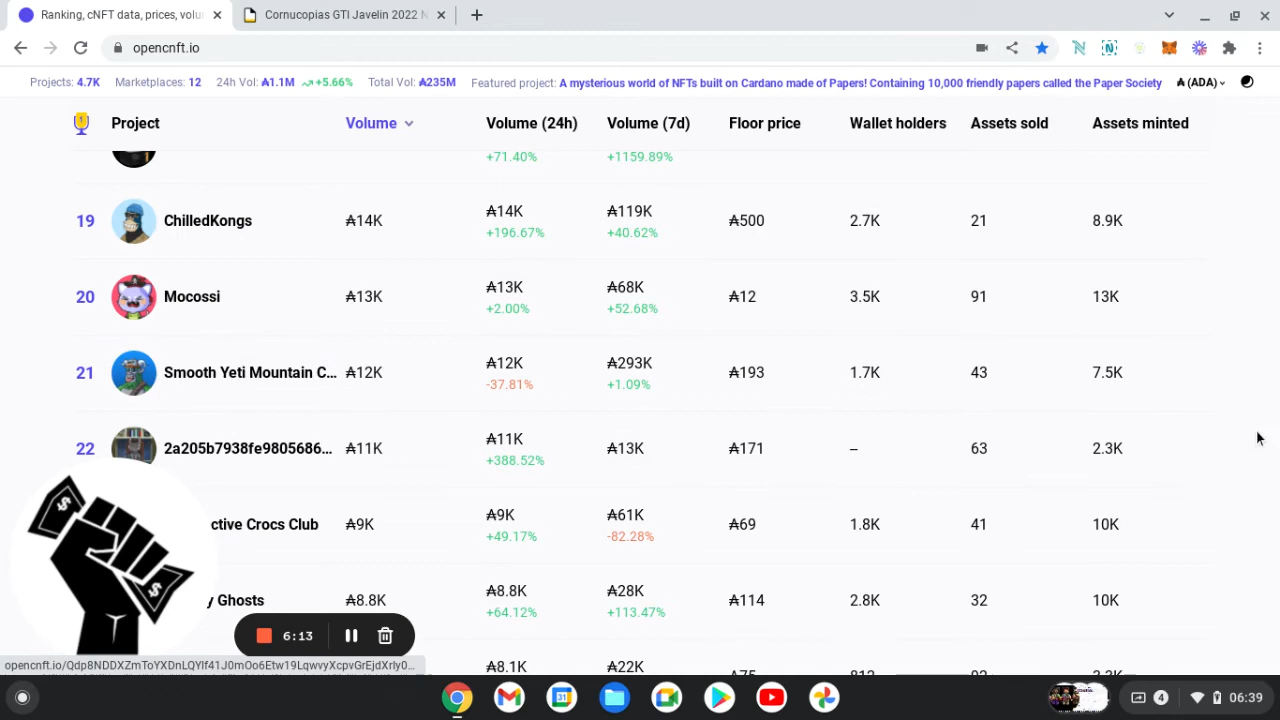 Ranking, cNFT data, prices, volu
Cornucopias GTI Javelin 2022 N
opencnft.io
Projects: 4.7K Marketplaces: 12 24h Vol: ₳1.1M +5.66% Total Vol: ₳235M Featured project: A mysterious world of NFTs built on Cardano made of Papers! Containing 10,000 friendly papers called the Paper Society ₳ (ADA)
Project Volume Volume (24h) Volume (7d) Floor price Wallet holders Assets sold Assets minted
+71.40% +1159.89%
19 ChilledKongs ₳14K ₳14K ₳119K ₳500 2.7K 21 8.9K
+196.67% +40.62%
20 Mocossi ₳13K ₳13K ₳68K ₳12 3.5K 91 13K
+2.00% +52.68%
21 Smooth Yeti Mountain C... ₳12K ₳12K ₳293K ₳193 1.7K 43 7.5K
-37.81% +1.09%
22 2a205b7938fe9805686... ₳11K ₳11K ₳13K ₳171 – 63 2.3K
+388.52%
ctive Crocs Club ₳9K ₳9K ₳61K ₳69 1.8K 41 10K
+49.17% -82.28%
y Ghosts ₳8.8K ₳8.8K ₳28K ₳114 2.8K 32 10K
+64.12% +113.47%
6:13
₳8.1K ₳22K
$
$
31
4 06:39